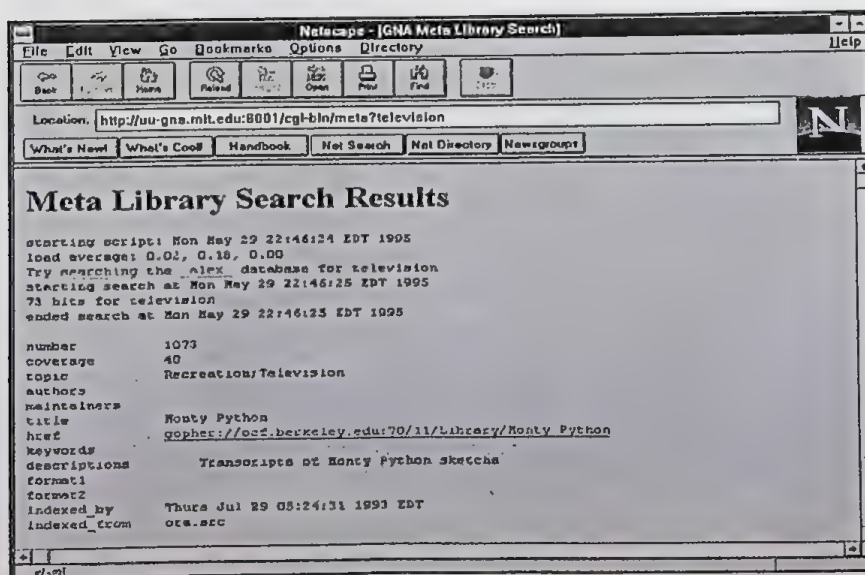 Netscape - [GNA Meta Library Search]
File Edit View Go Bookmarks Options Directory Help
Back Home Reload Open Print Find
Location: http://uu-gna.mit.edu:8001/cgi-bin/meta?television
What's New! What's Cool! Handbook Net Search Net Directory Newsgroups
N
Meta Library Search Results
starting script: Mon May 29 22:46:24 EDT 1995
load average: 0.02, 0.18, 0.00
Try searching the alex database for television
starting search at Mon May 29 22:46:25 EDT 1995
73 hits for television
ended search at Mon May 29 22:46:25 EDT 1995
number 1073
coverage 40
topic Recreation/Television
authors
maintainers
title Monty Python
href gopher://ocf.berkeley.edu:70/11/Library/Monty_Python
keywords
descriptions Transcripts of Monty Python sketchs
format1
format2
indexed_by Thurs Jul 29 05:24:31 1993 EDT
indexed_from ota.src